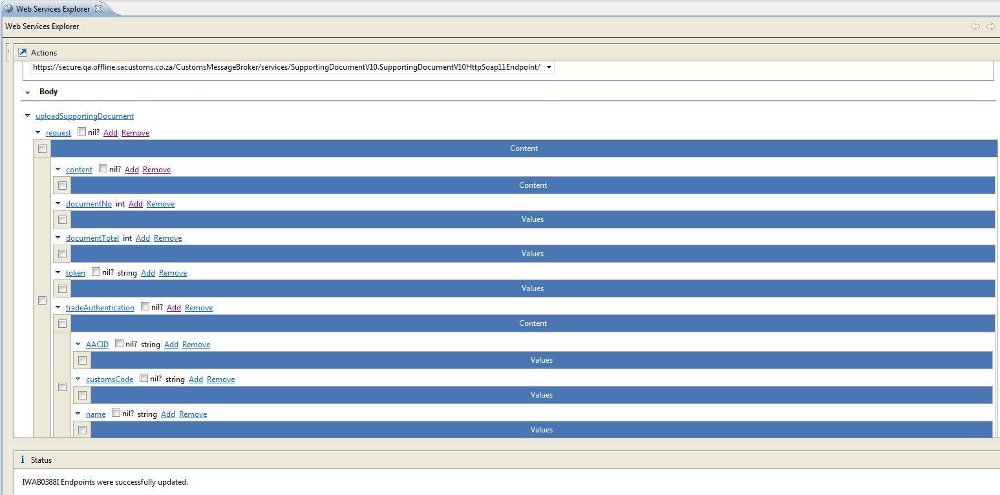 Web Services Explorer
Web Services Explorer
Actions
https://secure.qa.offline.sacustoms.co.za/CustomsMessageBroker/services/SupportingDocumentV10.SupportingDocumentV10HttpSoap11Endpoint/
Body
uploadSupportingDocument
request nil? Add Remove
Content
content nil? Add Remove
Content
documentNo int Add Remove
Values
documentTotal int Add Remove
Values
token nil? string Add Remove
Values
tradeAuthentication nil? Add Remove
Content
AACID nil? string Add Remove
Values
customsCode nil? string Add Remove
Values
name nil? string Add Remove
Values
i Status
IWAB0388I Endpoints were successfully updated.